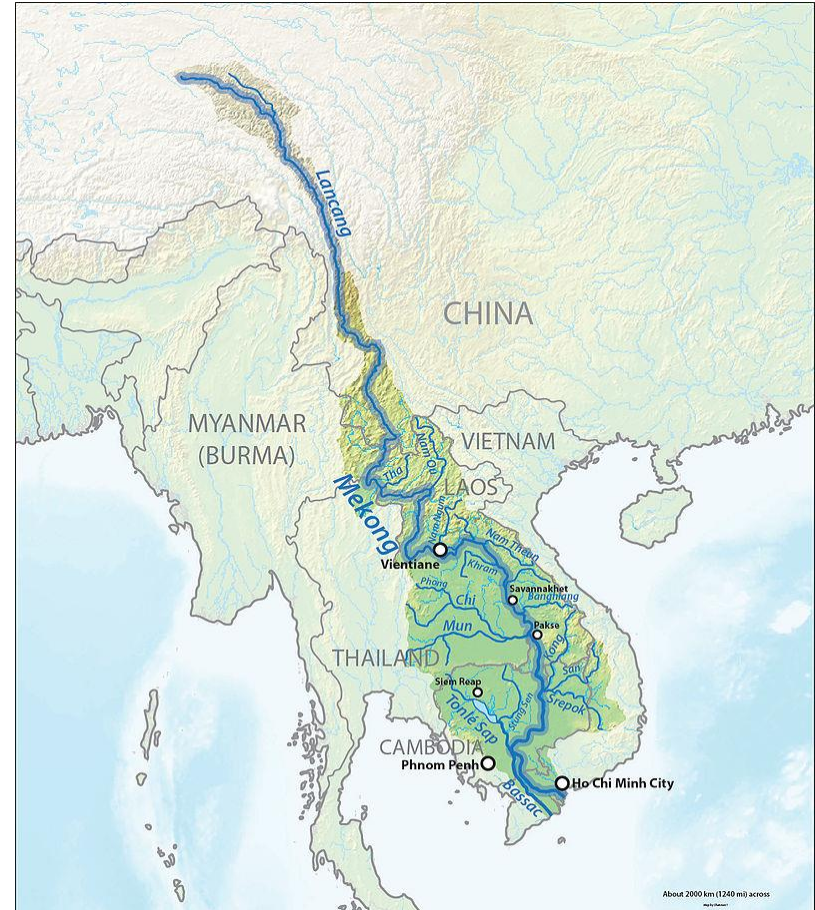 Lancang
CHINA
MYANMAR
(BURMA)
VIETNAM
Nam Ou
Tha
LAOS
Mekong
Nam Ngum
Nam Theun
Vientiane
Khram
Phong
Savannakhet
Banghiang
Chi
Mun
Pakse
Kong
THAILAND
San
Siem Reap
Srepok
Stung Sen
Tonle Sap
CAMBODIA
Phnom Penh
Ho Chi Minh City
Bassac
About 2000 km (1240 mi) across